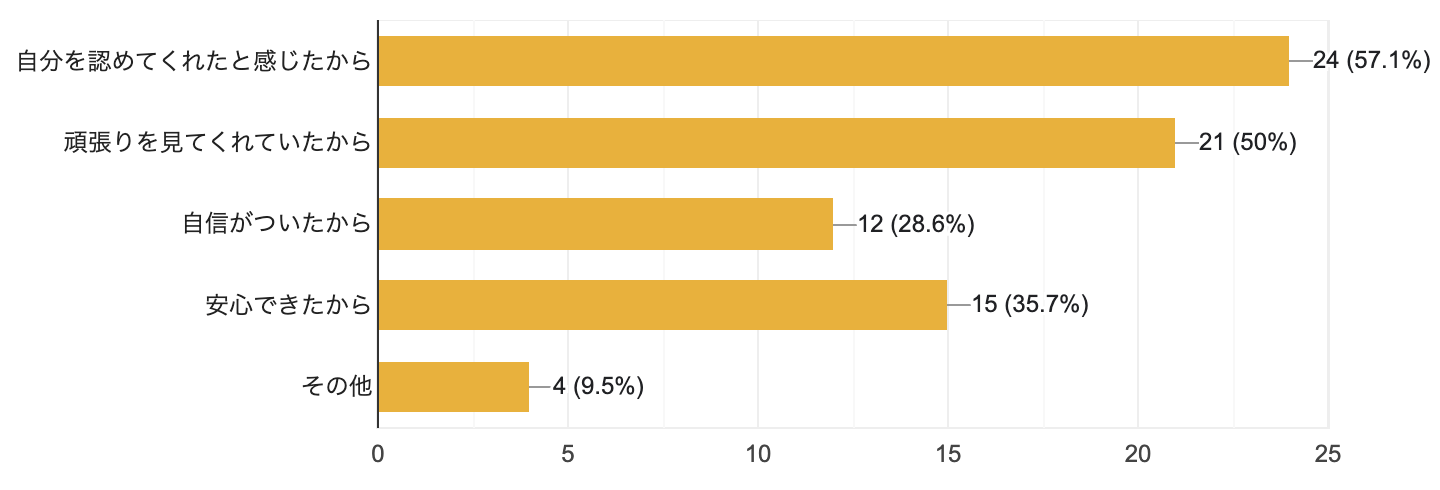 自分を認めてくれたと感じたから
24 (57.1%)
頑張りを見てくれていたから
21 (50%)
自信がついたから
12 (28.6%)
安心できたから
15 (35.7%)
その他
4 (9.5%)
0 5 10 15 20 25